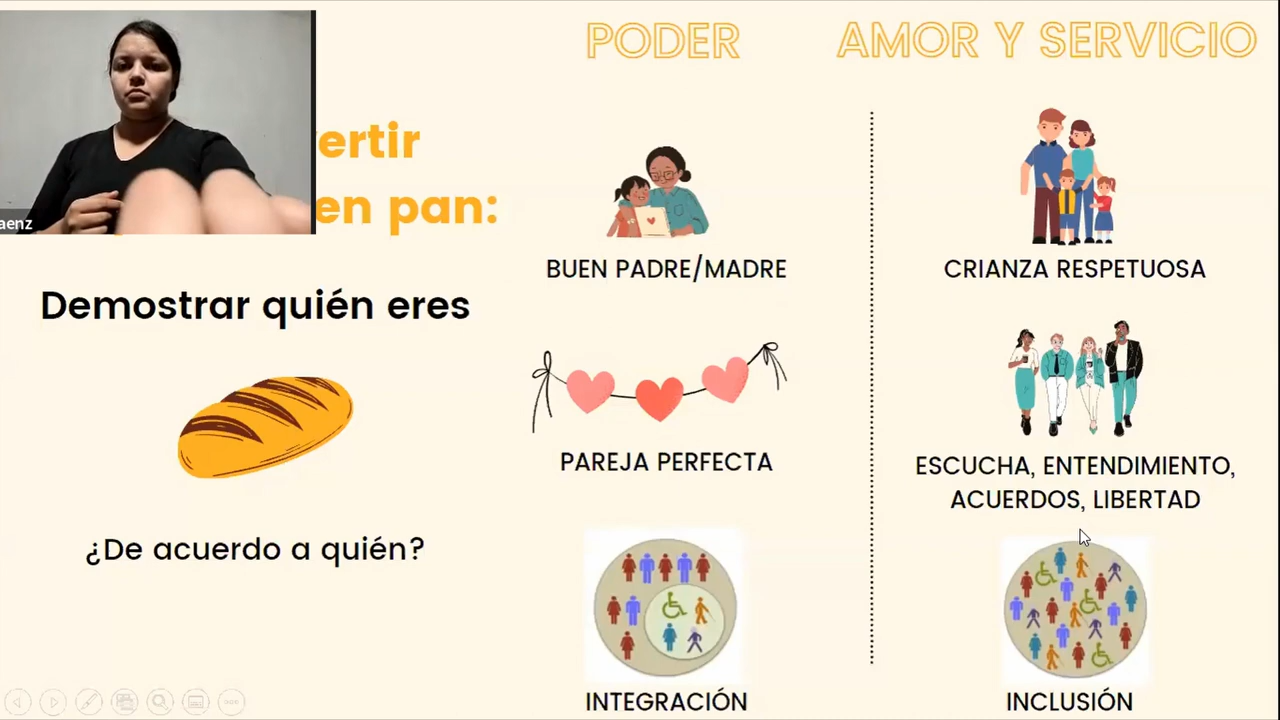 PODER
AMOR Y SERVICIO
vertir
en pan:
aenz
Demostrar quién eres
¿De acuerdo a quién?
BUEN PADRE/MADRE
PAREJA PERFECTA
INTEGRACIÓN
CRIANZA RESPETUOSA
ESCUCHA, ENTENDIMIENTO,
ACUERDOS, LIBERTAD
INCLUSIÓN